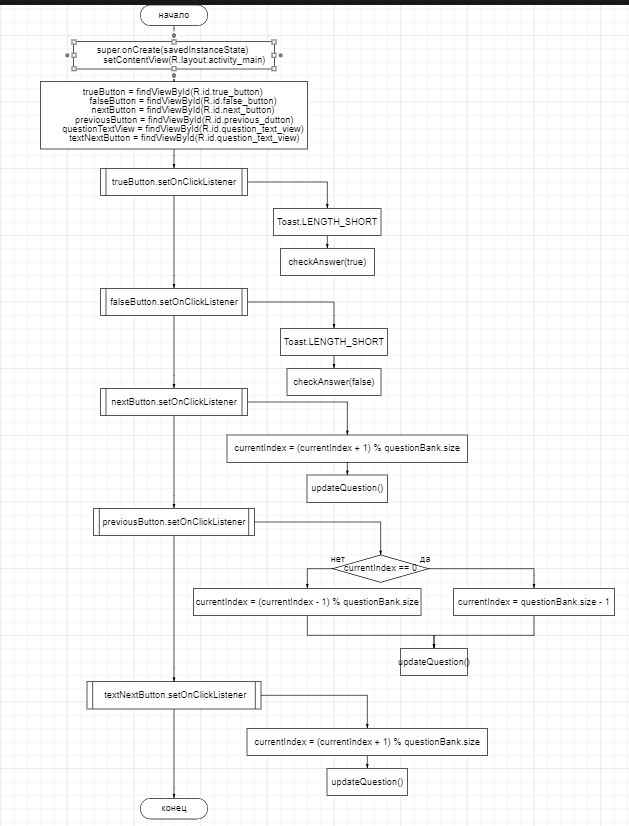 начало
super.onCreate(savedInstanceState)
setContentView(R.layout.activity_main)
trueButton = findViewById(R.id.true_button)
falseButton = findViewById(R.id.false_button)
nextButton = findViewById(R.id.next_button)
previousButton = findViewById(R.id.previous_dutton)
questionTextView = findViewById(R.id.question_text_view)
textNextButton = findViewById(R.id.question_text_view)
trueButton.setOnClickListener
Toast.LENGTH_SHORT
checkAnswer(true)
falseButton.setOnClickListener
Toast.LENGTH_SHORT
checkAnswer(false)
nextButton.setOnClickListener
currentIndex = (currentIndex + 1) % questionBank.size
updateQuestion()
previousButton.setOnClickListener
нет
да
currentIndex == 0
currentIndex = (currentIndex - 1) % questionBank.size
currentIndex = questionBank.size - 1
updateQuestion()
textNextButton.setOnClickListener
currentIndex = (currentIndex + 1) % questionBank.size
updateQuestion()
конец